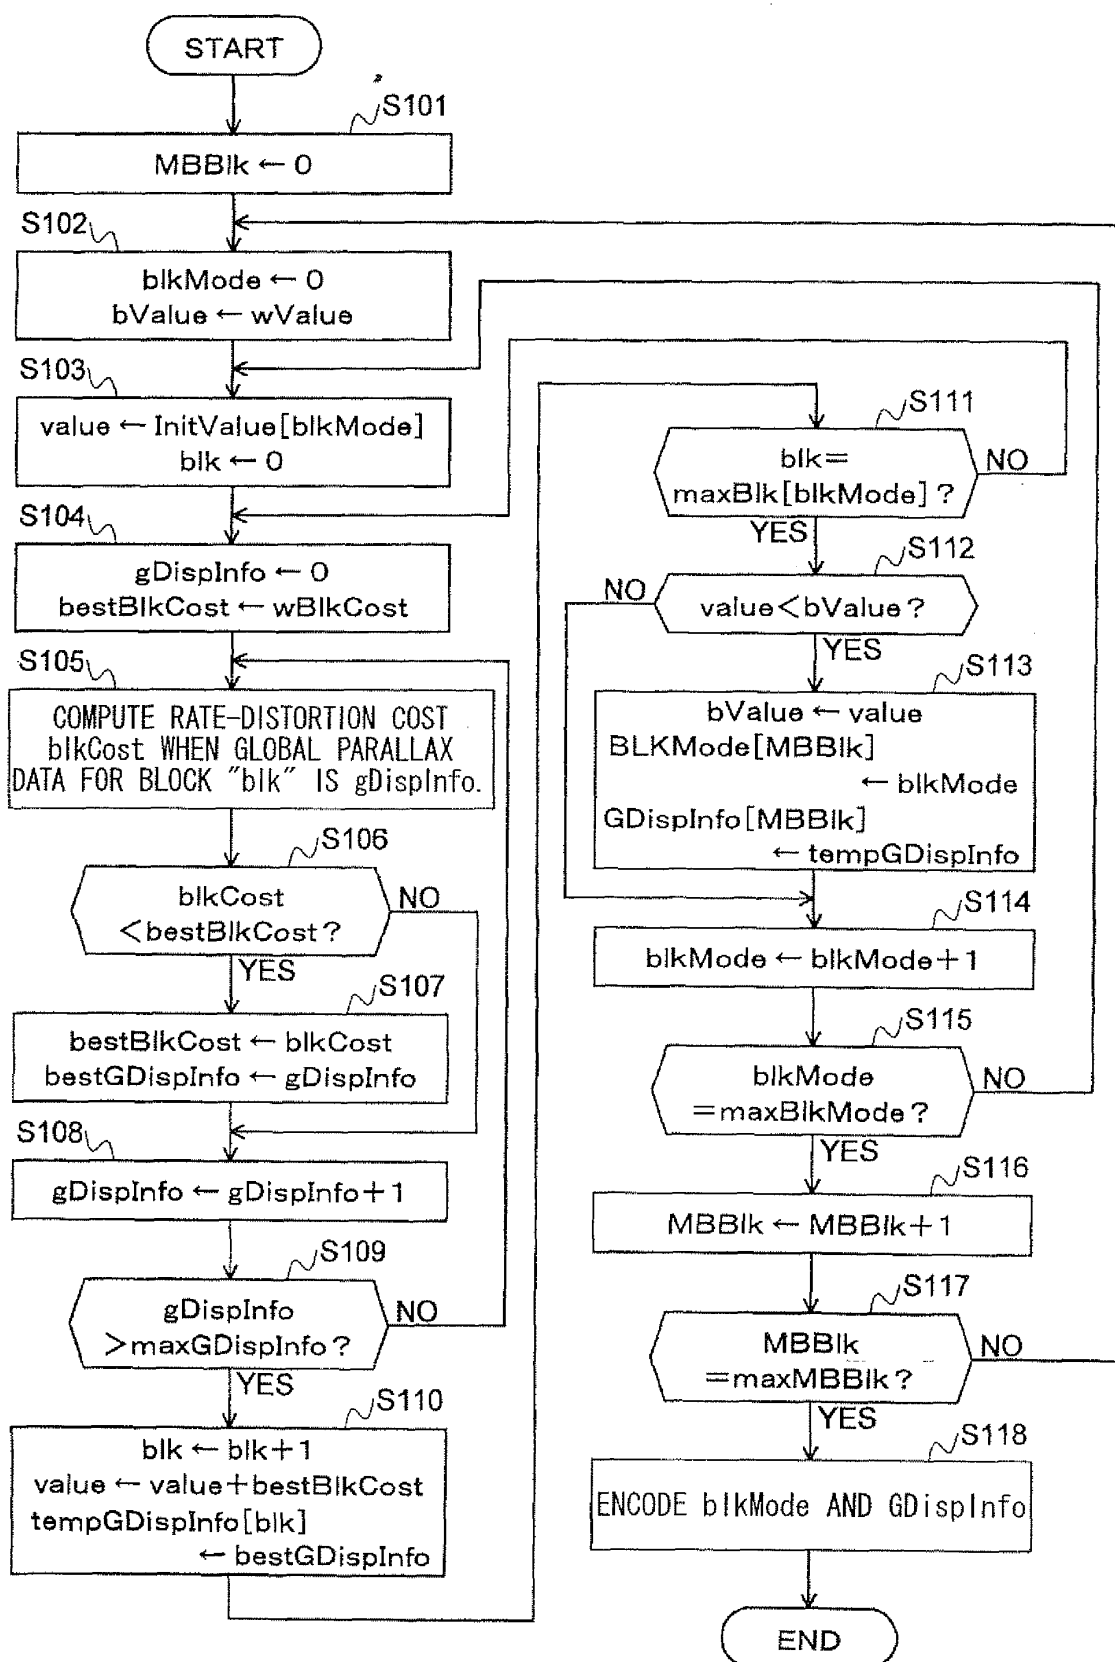 START
S101
MBBlk ← 0
S102
blkMode ← 0
bValue ← wValue
S103
value ← InitValue[blkMode]
blk ← 0
S104
gDispInfo ← 0
bestBlkCost ← wBlkCost
S105
COMPUTE RATE-DISTORTION COST
blkCost WHEN GLOBAL PARALLAX
DATA FOR BLOCK "blk" IS gDispInfo.
S106
blkCost
<bestBlkCost?
NO
YES
S107
bestBlkCost ← blkCost
bestGDispInfo ← gDispInfo
S108
gDispInfo ← gDispInfo+1
S109
gDispInfo
>maxGDispInfo?
NO
YES
S110
blk ← blk+1
value ← value+bestBlkCost
tempGDispInfo[blk]
← bestGDispInfo
S111
blk=
maxBlk[blkMode]?
NO
YES
S112
value<bValue?
NO
YES
S113
bValue ← value
BLKMode[MBBlk]
← blkMode
GDispInfo[MBBlk]
← tempGDispInfo
S114
blkMode ← blkMode+1
S115
blkMode
=maxBlkMode?
NO
YES
S116
MBBlk ← MBBlk+1
S117
MBBlk
=maxMBBlk?
NO
YES
S118
ENCODE blkMode AND GDispInfo
END